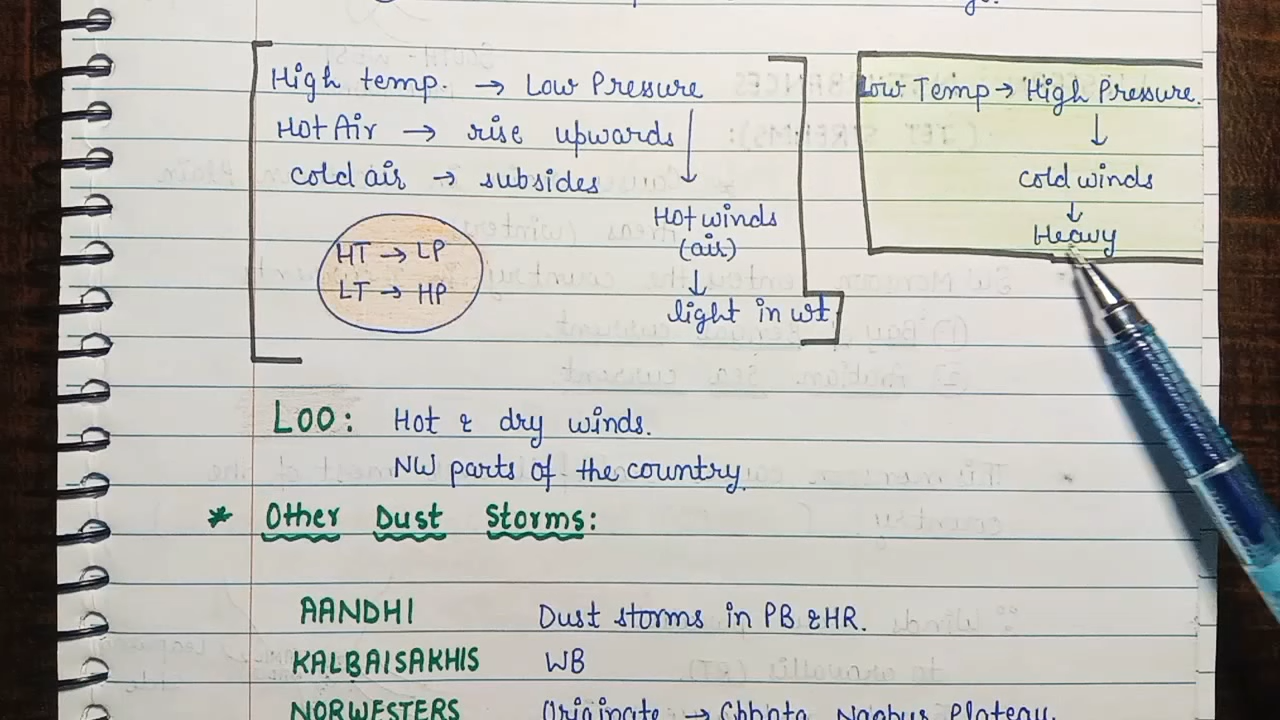 High temp. → Low Pressure
Hot Air → rise upwards
cold air → subsides
Hot winds
(air)
light in wt.
HT → LP
LT → HP
Low Temp → High Pressure.
↓
cold winds
↓
Heavy
LOO: Hot & dry winds.
NW parts of the country.
* Other Dust Storms:
AANDHI Dust storms in PB & HR.
KALBAISAKHIS WB
NORWESTERS Originate → Chhota Nagpur Plateau.